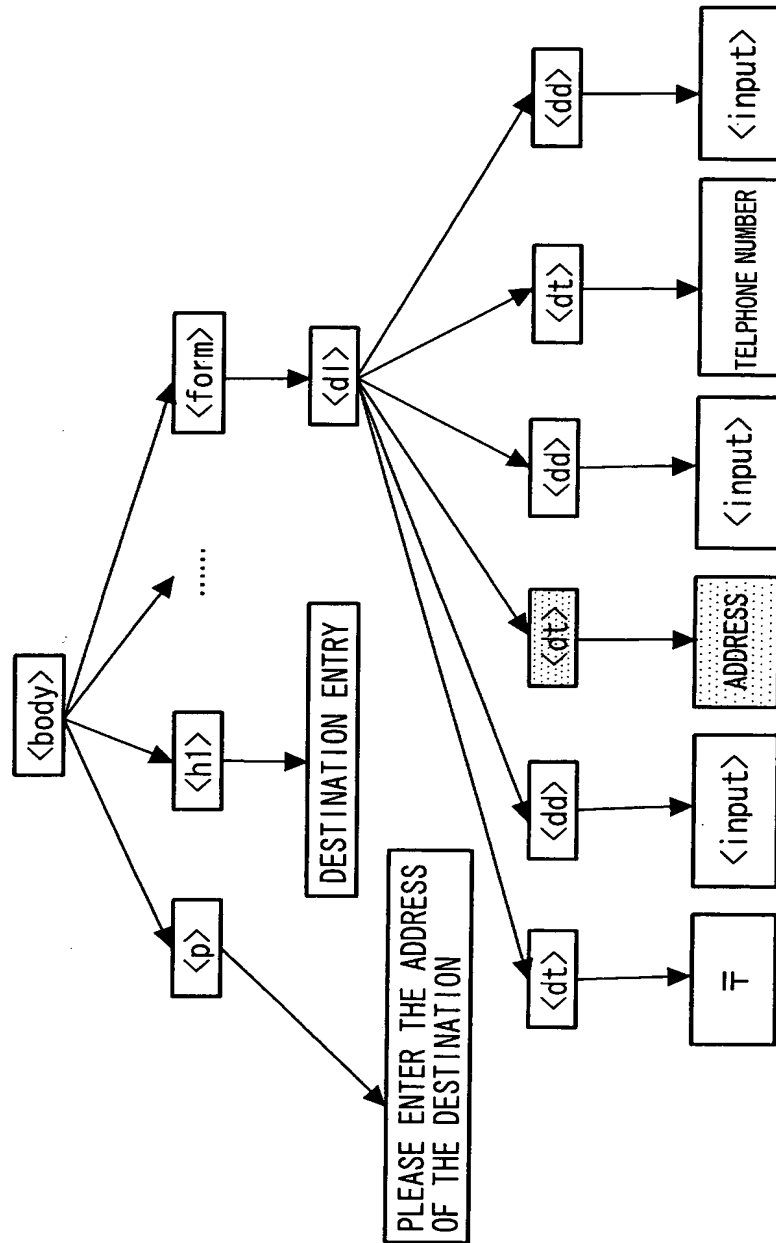 <body>
<p>
<h1>
......
<form>
PLEASE ENTER THE ADDRESS
OF THE DESTINATION
DESTINATION ENTRY
<dl>
<dt>
<dd>
<dt>
<dd>
<dt>
<dd>
〒
<input>
ADDRESS
<input>
TELPHONE NUMBER
<input>